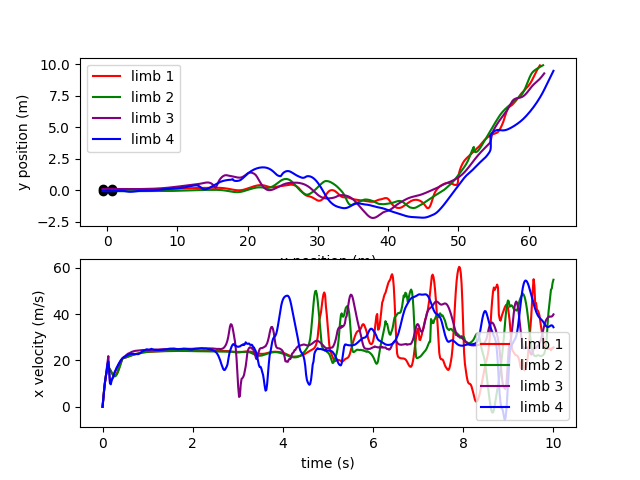 10.0
7.5
5.0
2.5
0.0
−2.5
y position (m)
limb 1
limb 2
limb 3
limb 4
0 10 20 30 40 50 60
x position (m)
60
40
20
0
x velocity (m/s)
limb 1
limb 2
limb 3
limb 4
0 2 4 6 8 10
time (s)